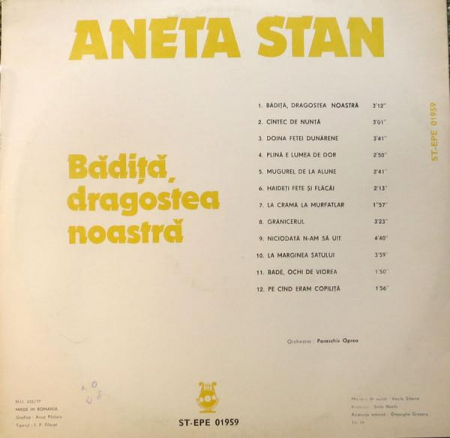 ANETA STAN
Bădiță,
dragostea
noastră
1. BĂDIȚĂ, DRAGOSTEA NOASTRĂ 3'12"
2. CÎNTEC DE NUNTĂ 3'01"
3. DOINA FETEI DUNĂRENE 3'41"
4. PLINĂ E LUMEA DE DOR 2'50"
5. MUGUREL DE LA ALUNE 2'41"
6. HAIDEȚI FETE ȘI FLĂCĂI 2'13"
7. LA CRAMĂ LA MURFATLAR 1'57"
8. GRĂNICERUL 3'23"
9. NICIODATĂ N-AM SĂ UIT 4'40"
10. LA MARGINEA SATULUI 3'59"
11. BADE, OCHI DE VIOREA 1'50"
12. PE CÎND ERAM COPILIȚĂ 1'56"
Orchestra: Paraschiv Oprea
ST-EPE 01959
MADE IN ROMANIA
ST-EPE 01959